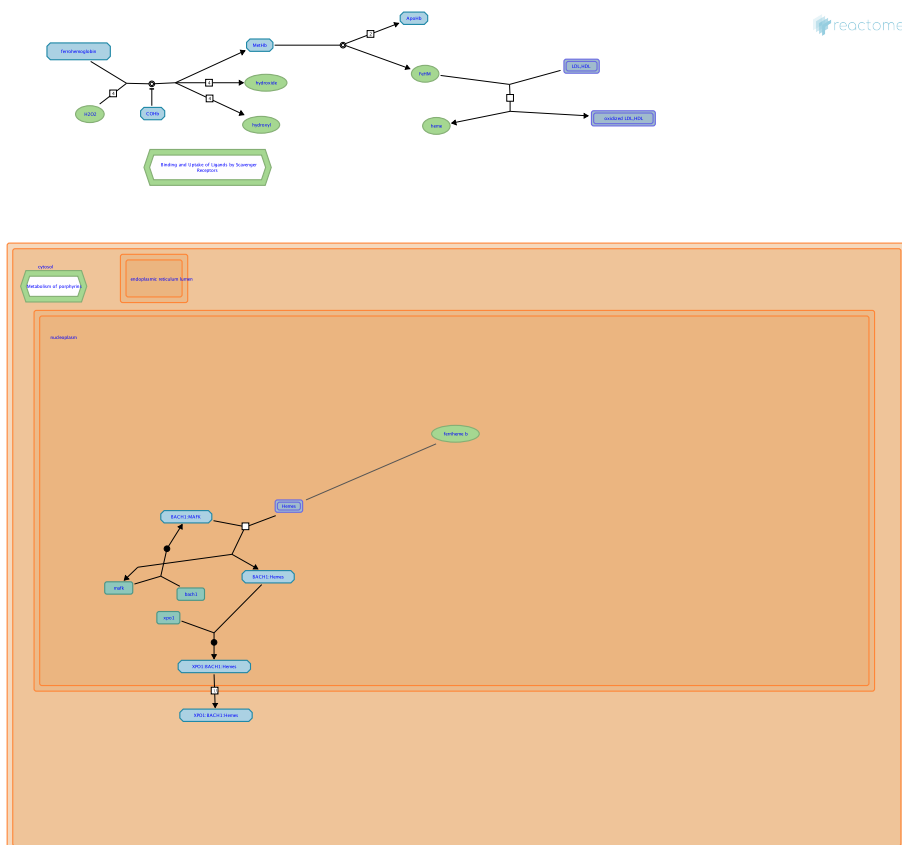 ApoHb
reactome
MetHb
ferrohemoglobin
LDL,HDL
FeHM
hydroxide
H2O2
COHb
oxidized LDL,HDL
hydroxyl
heme
Binding and Uptake of Ligands by Scavenger
Receptors
cytosol
endoplasmic reticulum lumen
Metabolism of porphyrins
nucleoplasm
ferriheme b
Hemes
BACH1:MAFK
BACH1:Hemes
mafk
bach1
xpo1
XPO1:BACH1:Hemes
XPO1:BACH1:Hemes